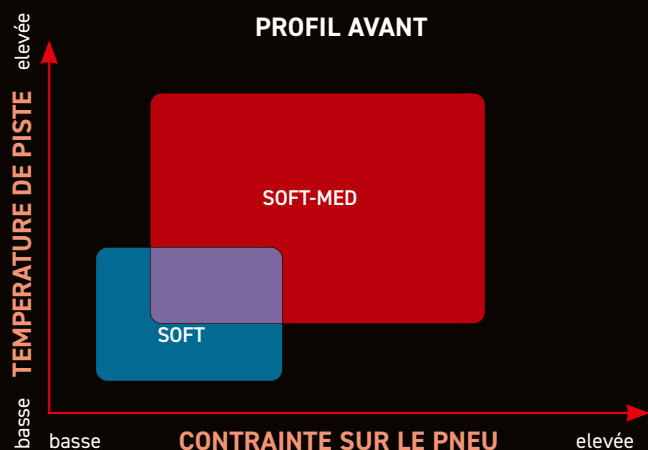 PROFIL AVANT
elevée
TEMPERATURE DE PISTE
basse
SOFT-MED
SOFT
basse
CONTRAINTE SUR LE PNEU
elevée